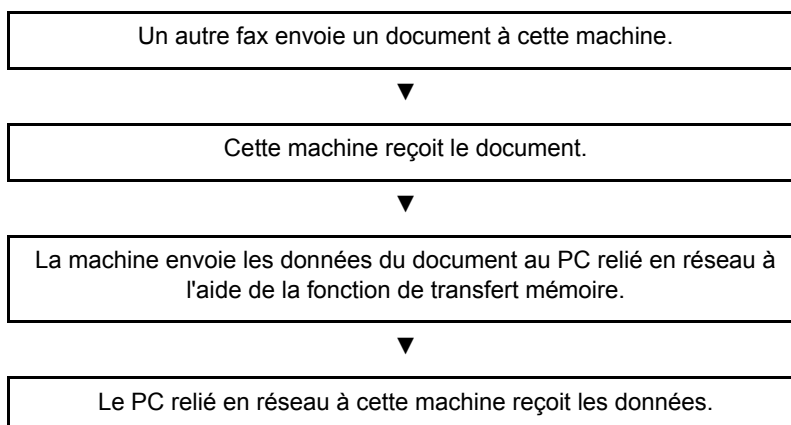 Un autre fax envoie un document à cette machine.
▼
Cette machine reçoit le document.
▼
La machine envoie les données du document au PC relié en réseau à
l'aide de la fonction de transfert mémoire.
▼
Le PC relié en réseau à cette machine reçoit les données.